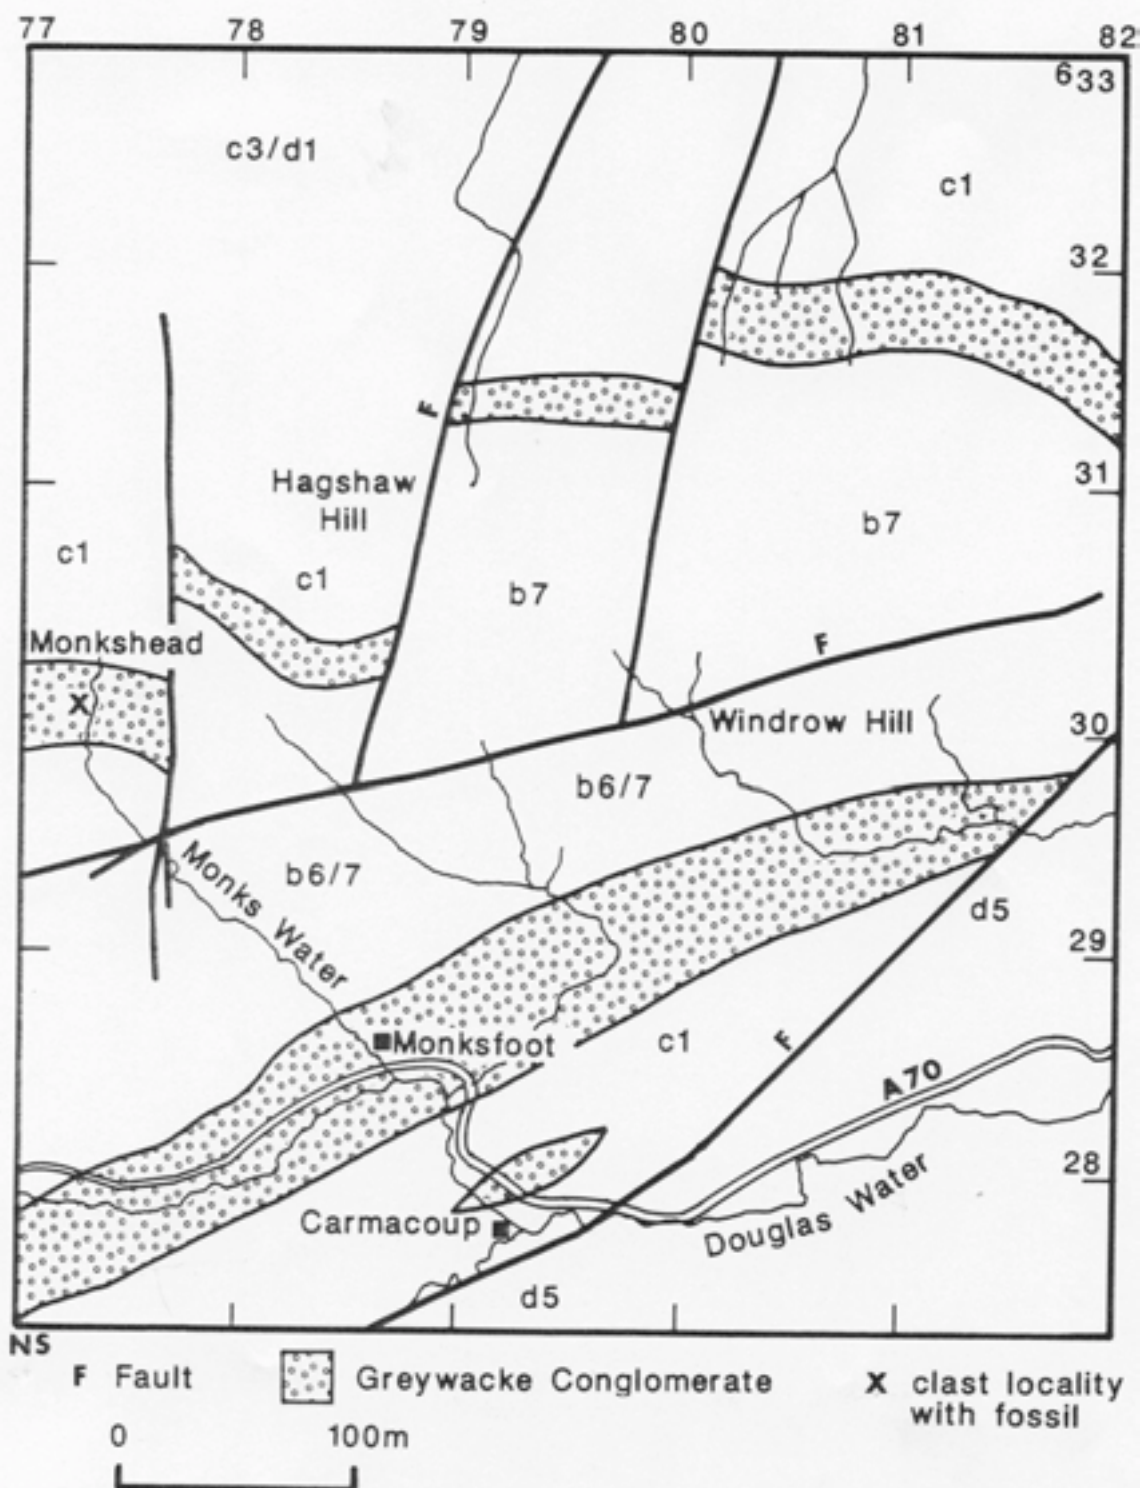 77 78 79 80 81 82
633
c3/d1
c1
32
F
31
Hagshaw
Hill
b7
c1
c1
b7
Monkshead
F
X
Windrow Hill
30
b6/7
b6/7
Monks Water
d5
29
Monksfoot
c1
F
A70
28
Carmacoup
Douglas Water
d5
NS
F Fault
Greywacke Conglomerate
X clast locality
with fossil
0 100m